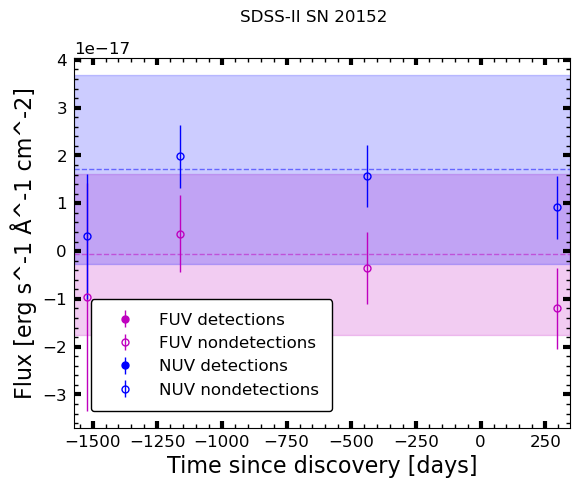 SDSS-II SN 20152
1e−17
4
3
2
1
0
−1
−2
−3
Flux [erg s^-1 Å^-1 cm^-2]
FUV detections
FUV nondetections
NUV detections
NUV nondetections
−1500 −1250 −1000 −750 −500 −250 0 250
Time since discovery [days]